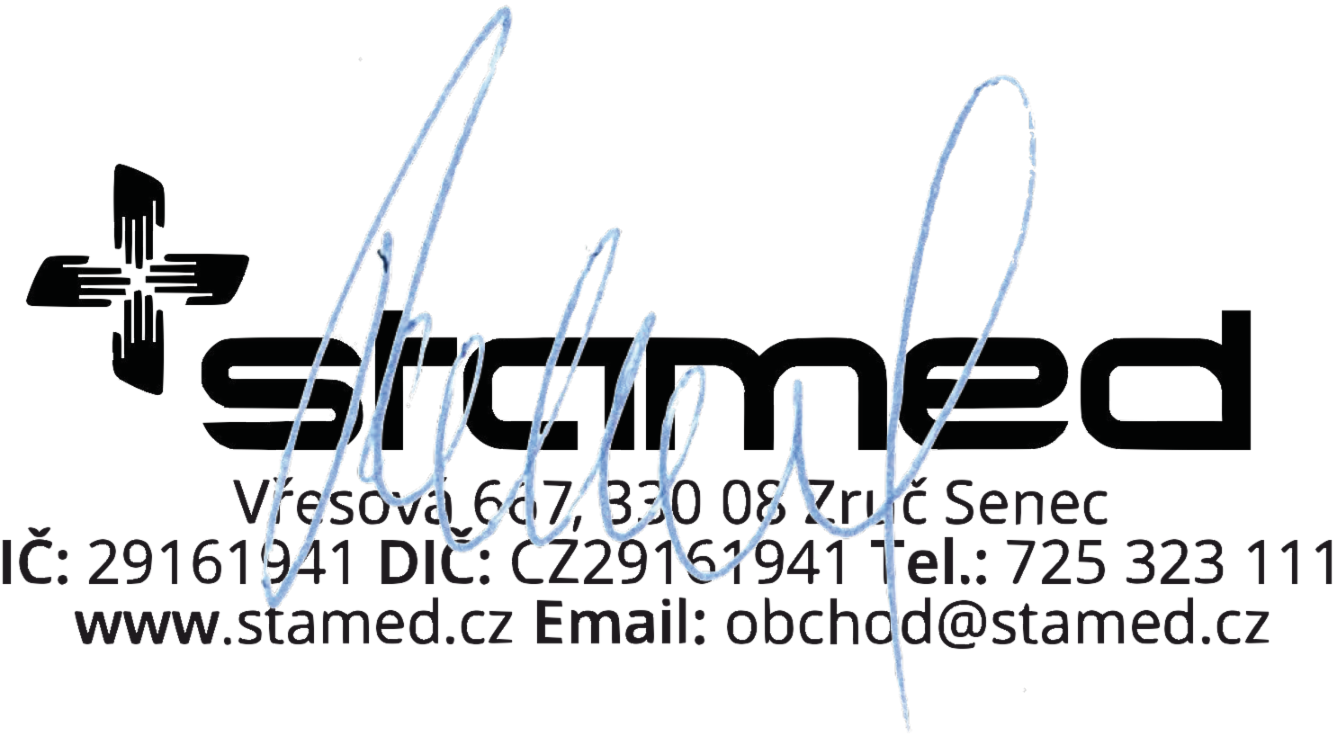 stamed
Vřesová 667, 330 08 Zruč Senec
IČ: 29161941 DIČ: CZ29161941 Tel.: 725 323 111
www.stamed.cz Email: obchod@stamed.cz